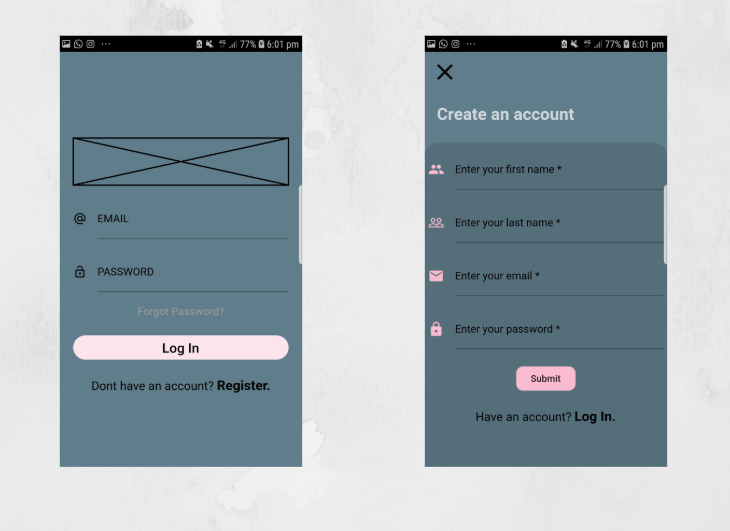 77% 6:01 pm
EMAIL
PASSWORD
Forgot Password?
Log In
Dont have an account? Register.
4G 77% 6:01 pm
Create an account
Enter your first name *
Enter your last name *
Enter your email *
Enter your password *
Submit
Have an account? Log In.